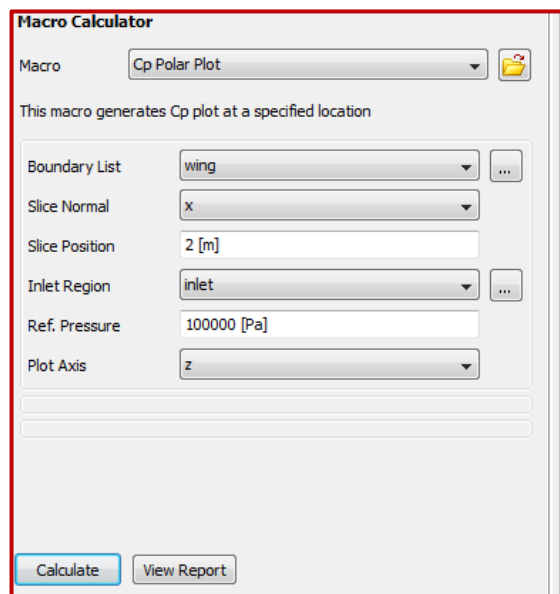 Macro Calculator
Macro Cp Polar Plot
This macro generates Cp plot at a specified location
Boundary List wing ...
Slice Normal x
Slice Position 2 [m]
Inlet Region inlet ...
Ref. Pressure 100000 [Pa]
Plot Axis z
Calculate View Report